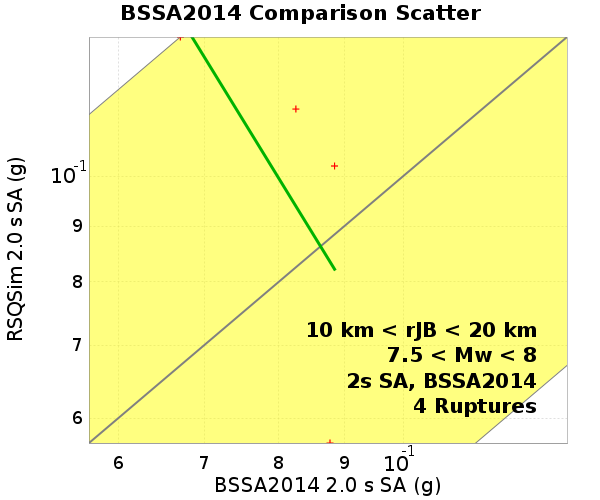 BSSA2014 Comparison Scatter
RSQSim 2.0 s SA (g)
10-1
9
8
7
6
10 km < rJB < 20 km
7.5 < Mw < 8
2s SA, BSSA2014
4 Ruptures
6 7 8 9 10-1
BSSA2014 2.0 s SA (g)